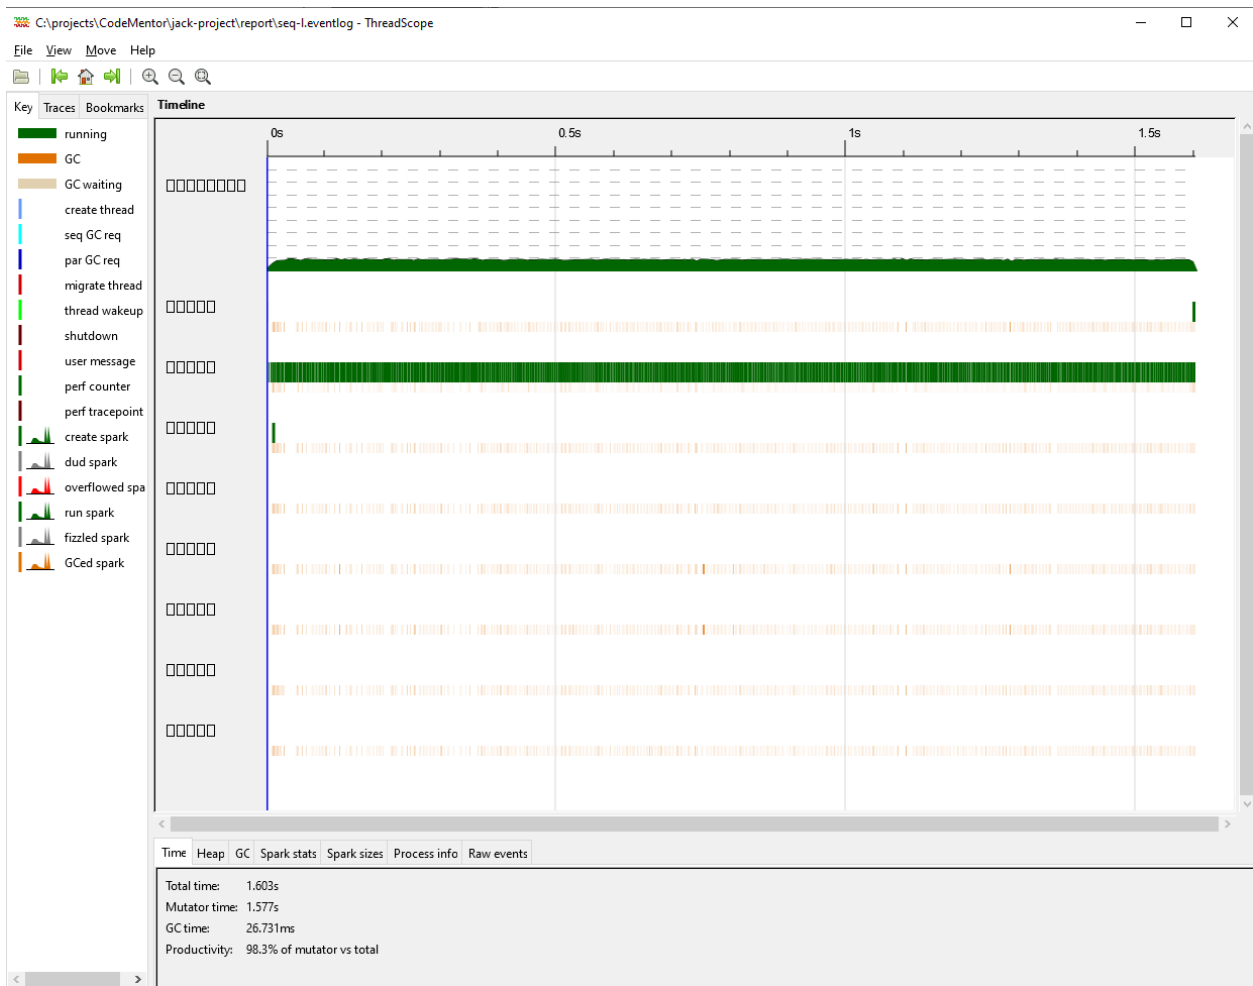 C:\projects\CodeMentor\jack-project\report\seq-l.eventlog - ThreadScope
File View Move Help
Key Traces Bookmarks
running
GC
GC waiting
create thread
seq GC req
par GC req
migrate thread
thread wakeup
shutdown
user message
perf counter
perf tracepoint
create spark
dud spark
overflowed spa
run spark
fizzled spark
GCed spark
Timeline
0s 0.5s 1s 1.5s
Time Heap GC Spark stats Spark sizes Process info Raw events
Total time: 1.603s
Mutator time: 1.577s
GC time: 26.731ms
Productivity: 98.3% of mutator vs total